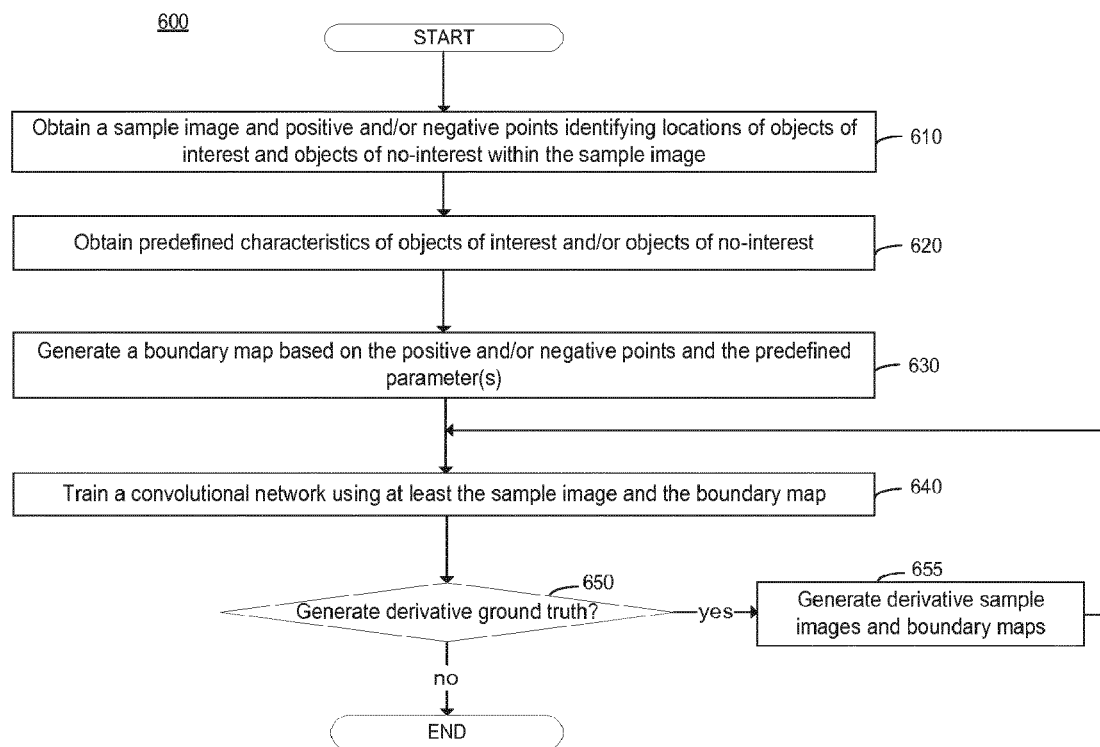 600
START
Obtain a sample image and positive and/or negative points identifying locations of objects of
interest and objects of no-interest within the sample image
610
Obtain predefined characteristics of objects of interest and/or objects of no-interest
620
Generate a boundary map based on the positive and/or negative points and the predefined
parameter(s)
630
Train a convolutional network using at least the sample image and the boundary map
640
650
Generate derivative ground truth?
yes
655
Generate derivative sample
images and boundary maps
no
END